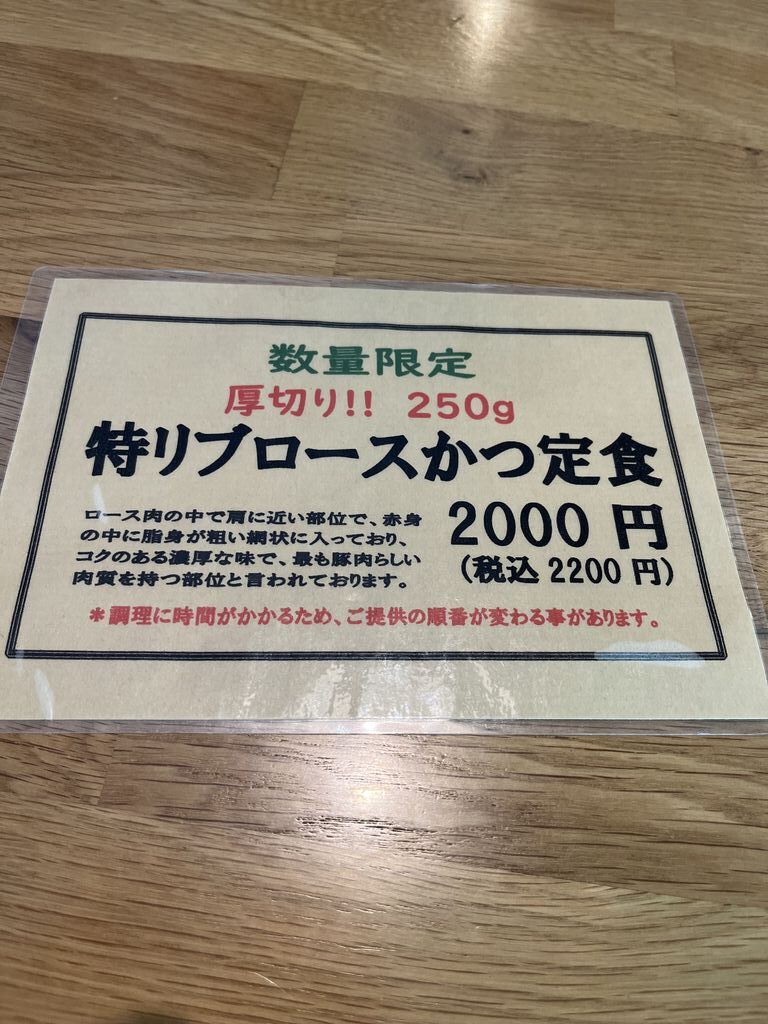 数量限定
厚切り!! 250g
特リブロースかつ定食
ロース肉の中で肩に近い部位で、赤身
の中に脂身が粗い網状に入っており、
コクのある濃厚な味で、最も豚肉らしい
肉質を持つ部位と言われております。
2000 円
(税込 2200 円)
＊調理に時間がかかるため、ご提供の順番が変わる事があります。